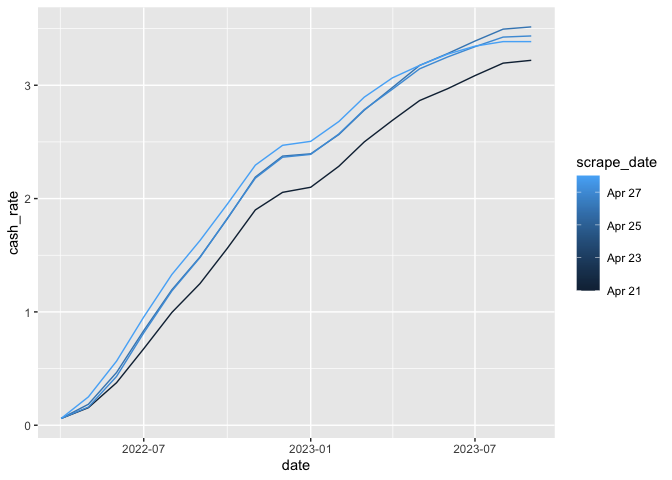 3
2
1
0
cash_rate
2022-07
2023-01
2023-07
date
scrape_date
Apr 27
Apr 25
Apr 23
Apr 21